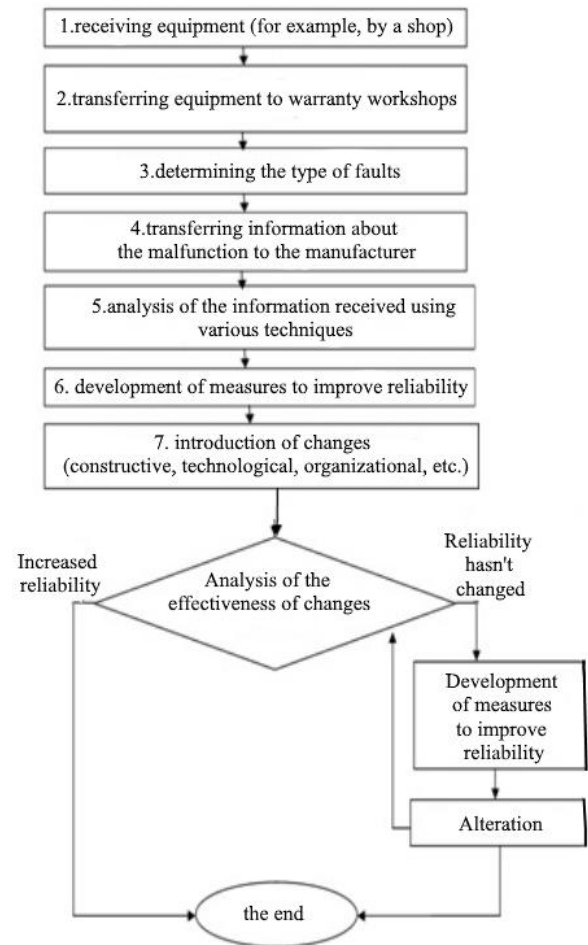 1.receiving equipment (for example, by a shop)
2.transferring equipment to warranty workshops
3.determining the type of faults
4.transferring information about
the malfunction to the manufacturer
5.analysis of the information received using
various techniques
6. development of measures to improve reliability
7. introduction of changes
(constructive, technological, organizational, etc.)
Increased
reliability
Analysis of the
effectiveness of changes
Reliability
hasn't
changed
Development
of measures
to improve
reliability
Alteration
the end